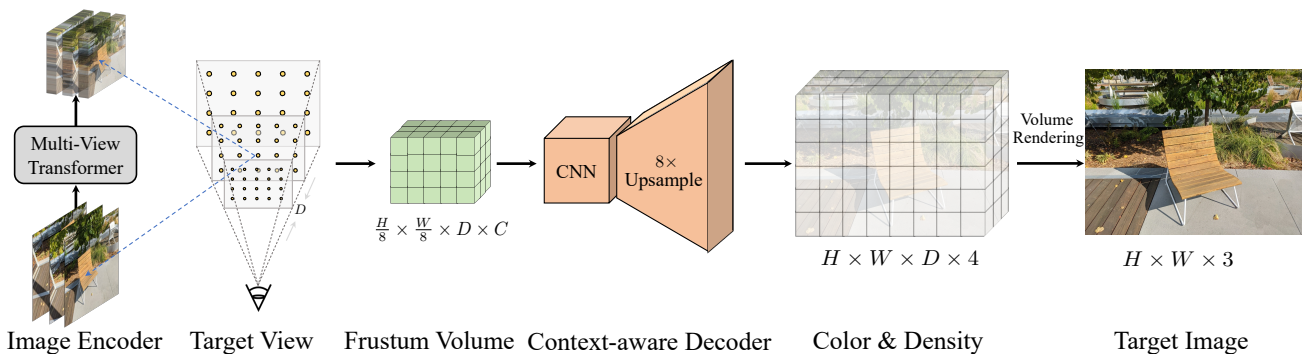 Multi-View
Transformer
D
H/8 × W/8 × D × C
CNN
8×
Upsample
H × W × D × 4
Volume
Rendering
H × W × 3
Image Encoder
Target View
Frustum Volume
Context-aware Decoder
Color & Density
Target Image